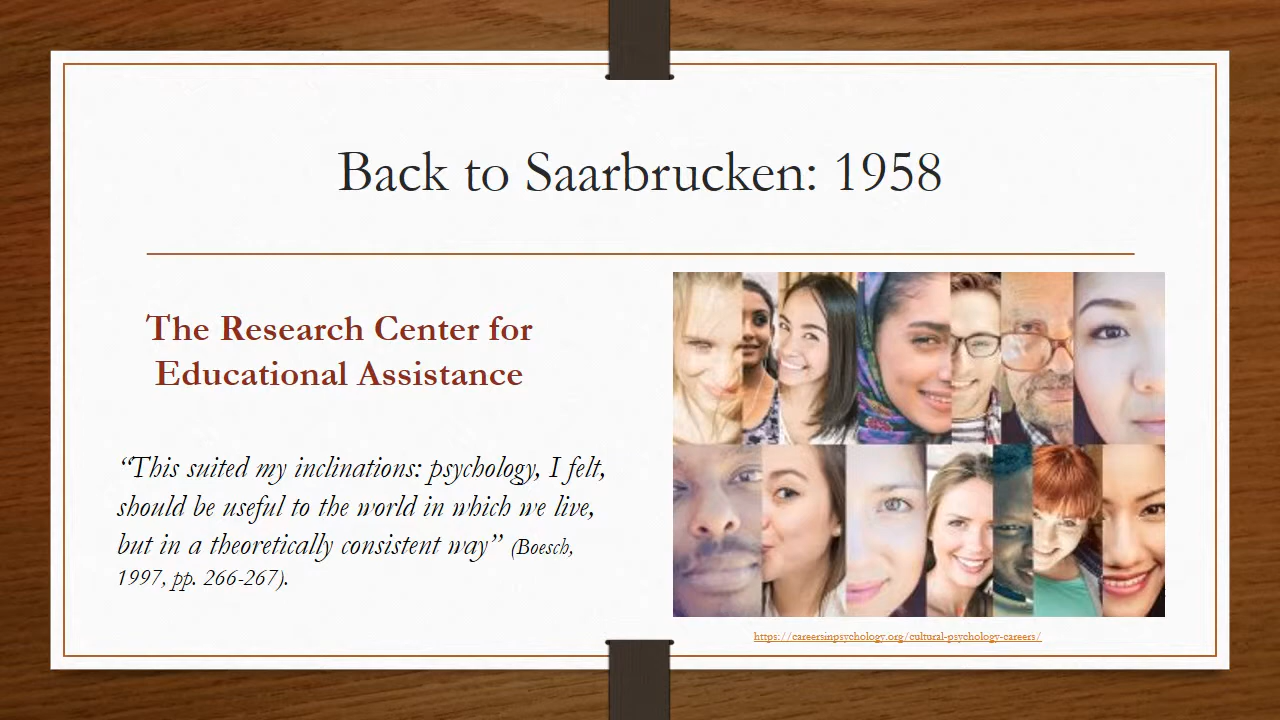 Back to Saarbrucken: 1958
The Research Center for
Educational Assistance
“This suited my inclinations: psychology, I felt,
should be useful to the world in which we live,
but in a theoretically consistent way” (Boesch,
1997, pp. 266-267).
https://careersinpsychology.org/cultural-psychology-careers/